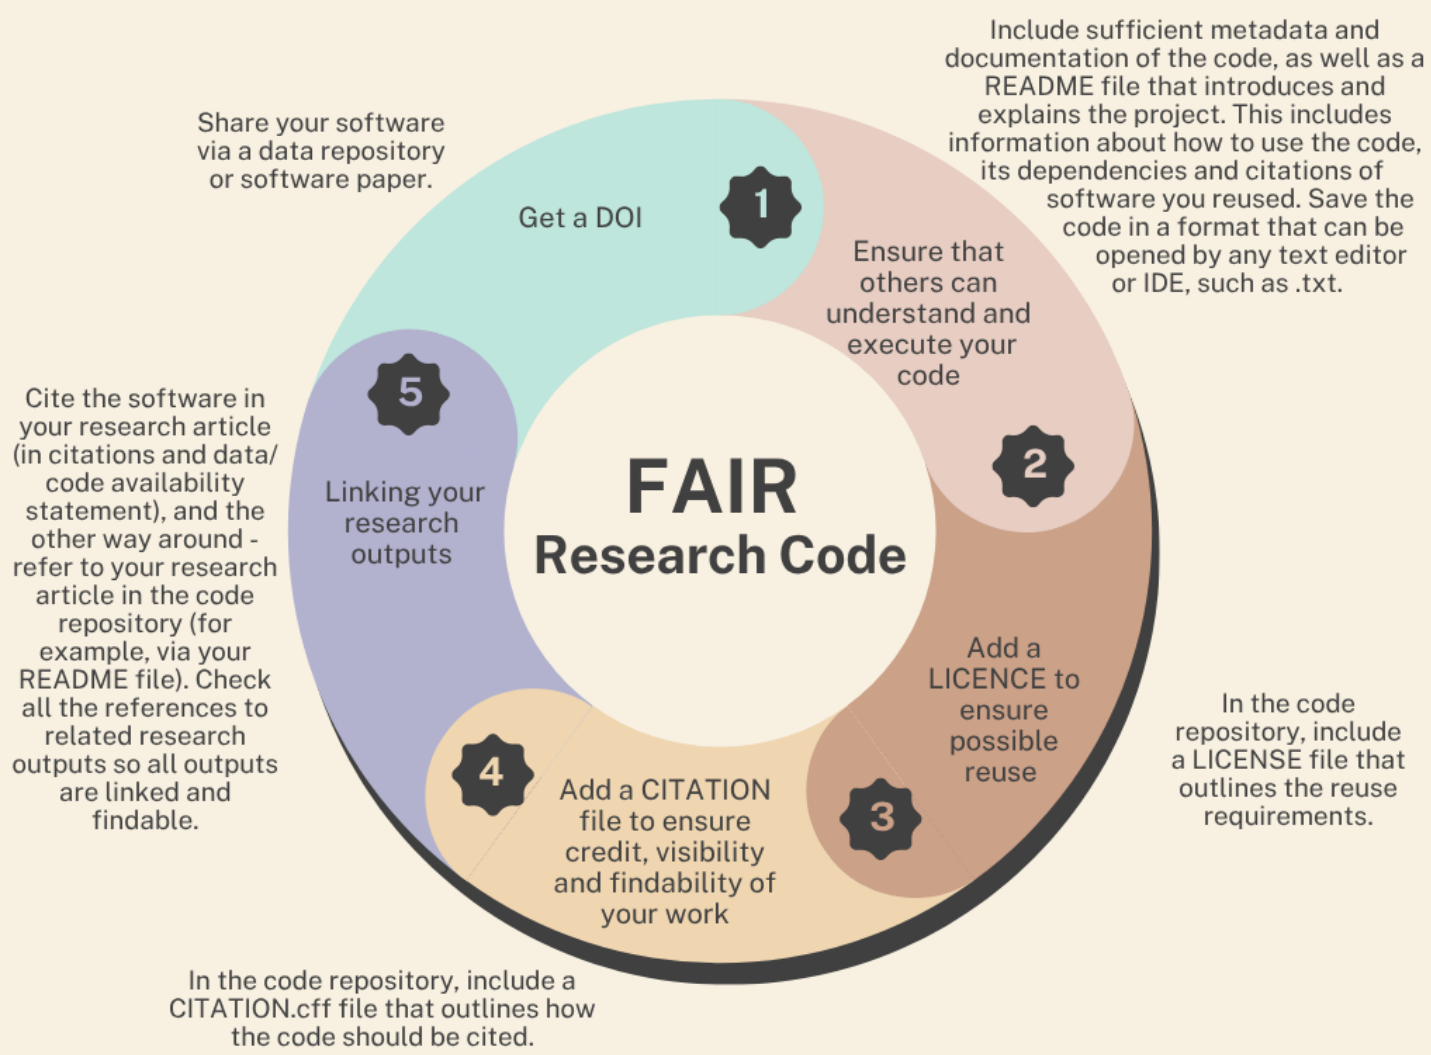 FAIR
Research Code
1
Get a DOI
Share your software
via a data repository
or software paper.
2
Ensure that
others can
understand and
execute your
code
Include sufficient metadata and
documentation of the code, as well as a
README file that introduces and
explains the project. This includes
information about how to use the code,
its dependencies and citations of
software you reused. Save the
code in a format that can be
opened by any text editor
or IDE, such as .txt.
3
Add a
LICENCE to
ensure
possible
reuse
In the code
repository, include
a LICENSE file that
outlines the reuse
requirements.
4
Add a CITATION
file to ensure
credit, visibility
and findability of
your work
In the code repository, include a
CITATION.cff file that outlines how
the code should be cited.
5
Linking your
research
outputs
Cite the software in
your research article
(in citations and data/
code availability
statement), and the
other way around -
refer to your research
article in the code
repository (for
example, via your
README file). Check
all the references to
related research
outputs so all outputs
are linked and
findable.